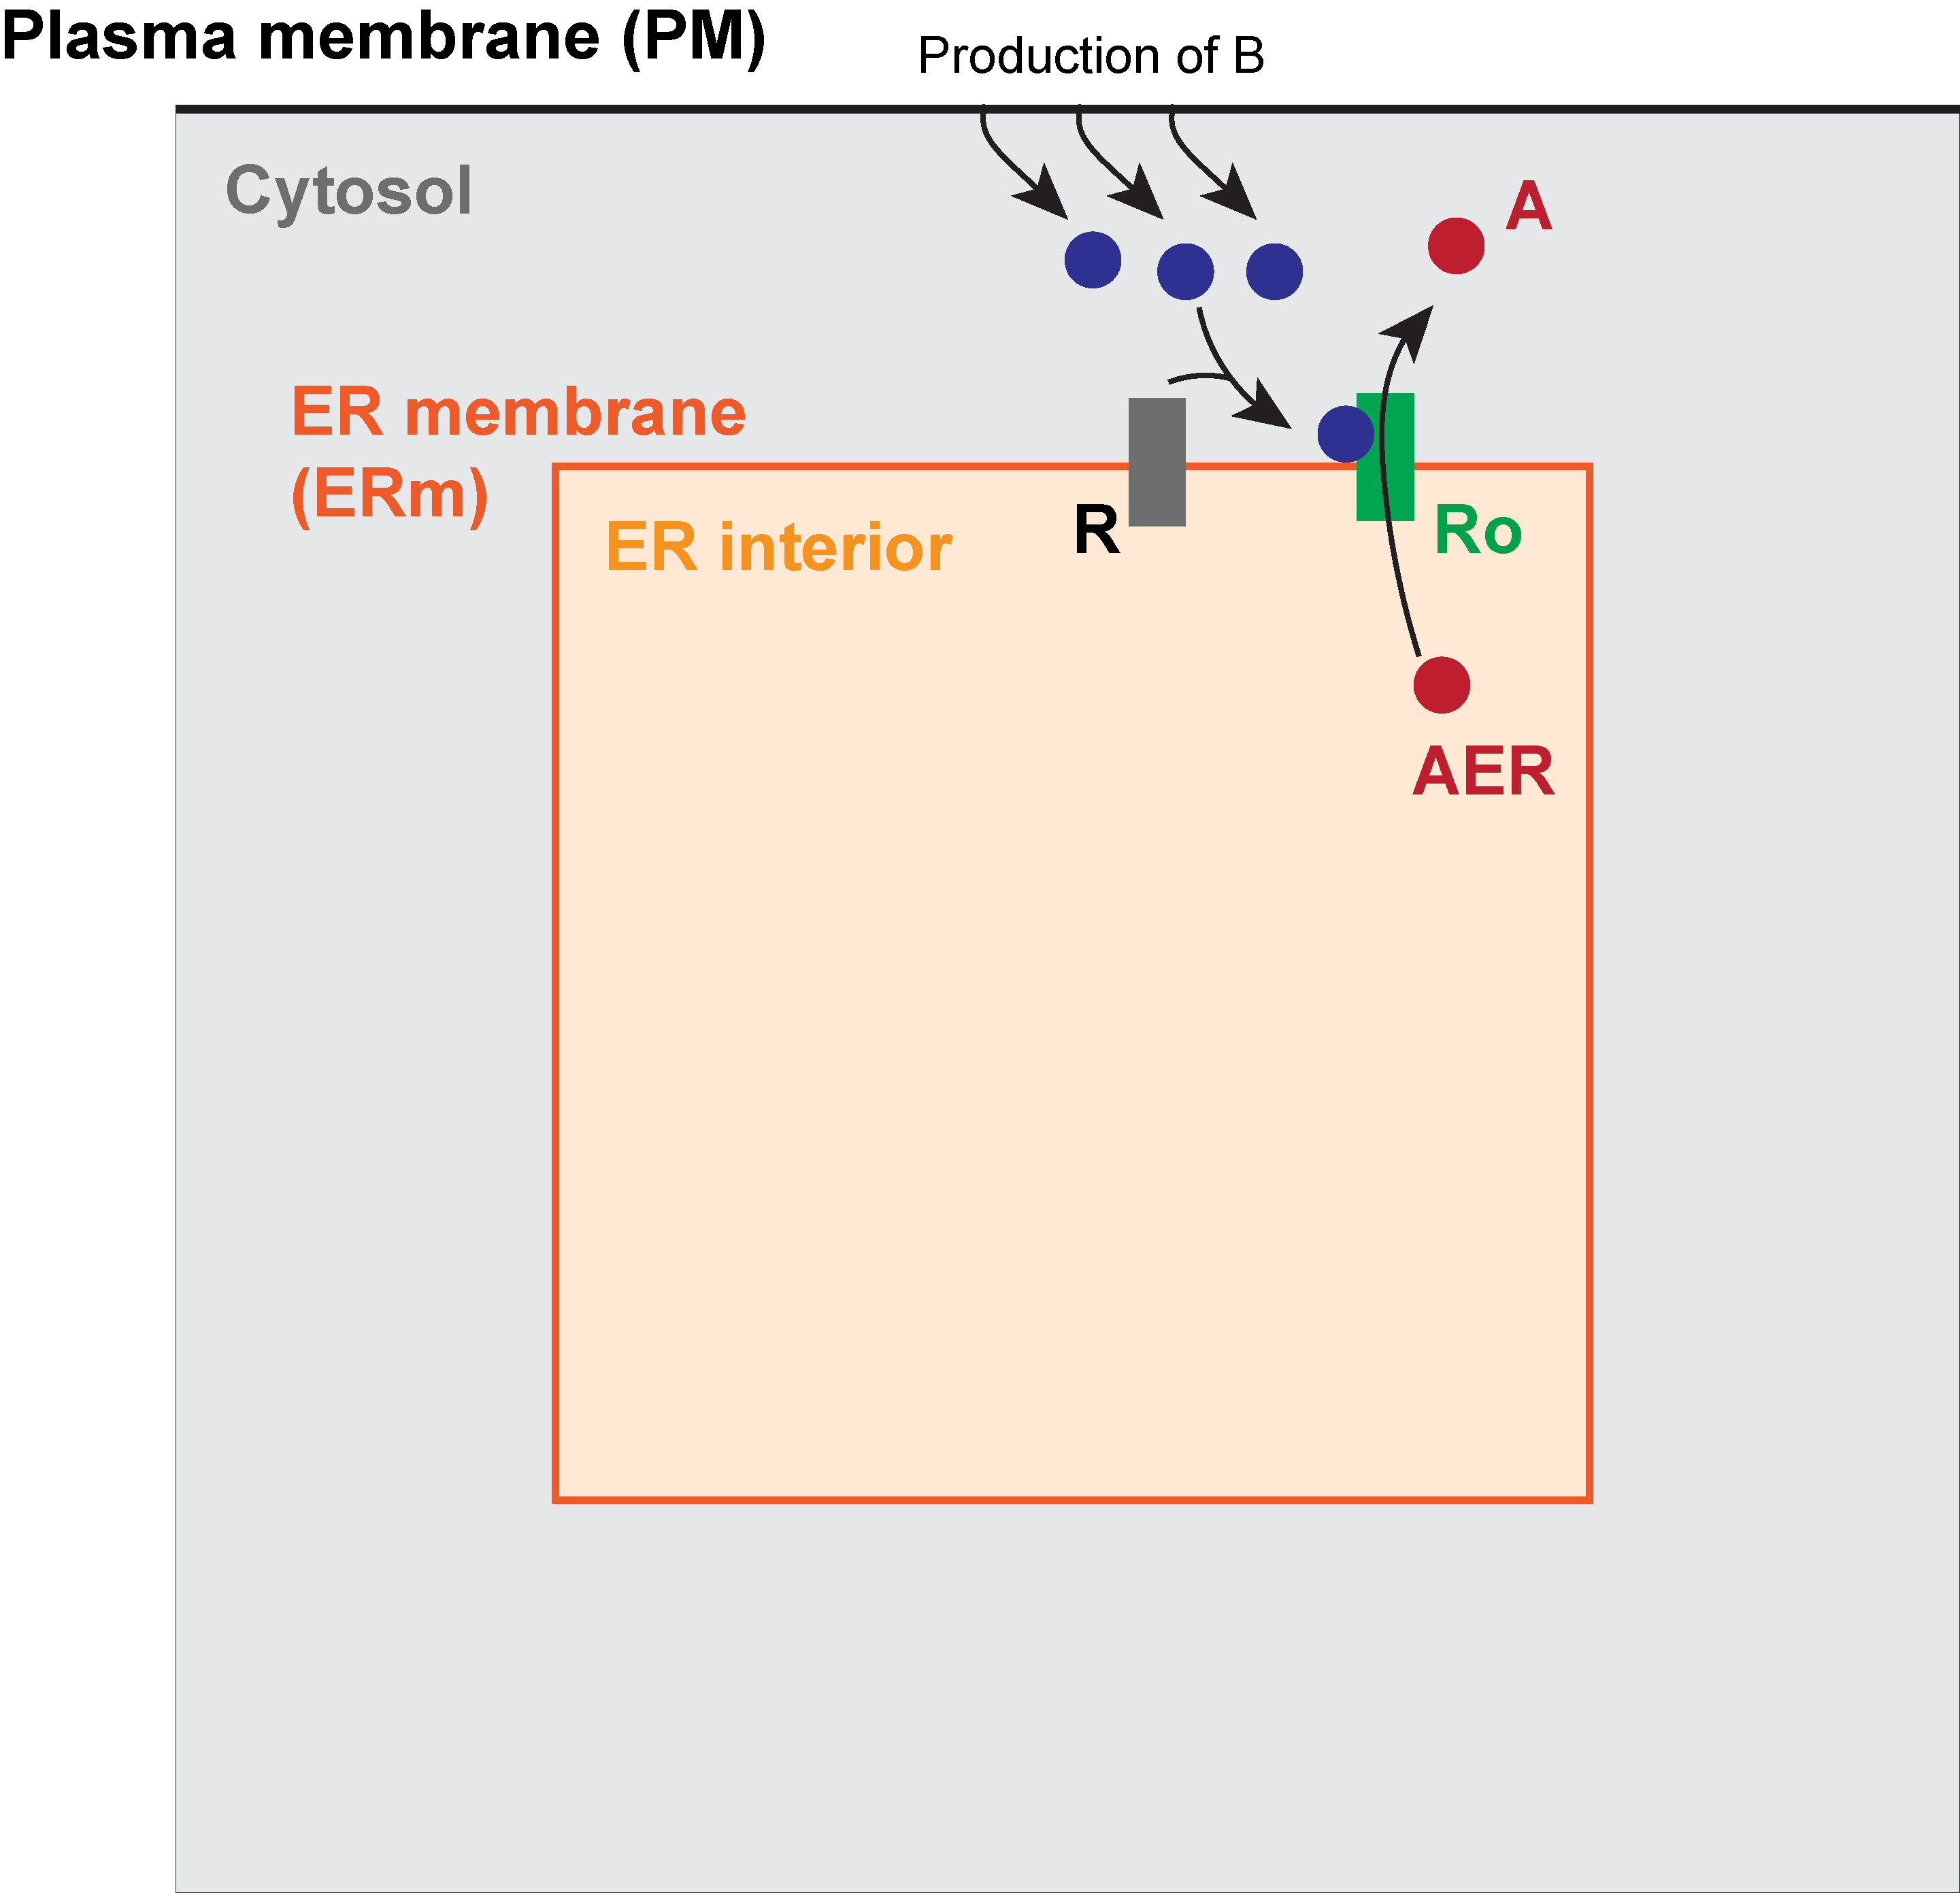 Plasma membrane (PM)
Production of B
Cytosol
A
ER membrane
(ERm)
R
Ro
ER interior
AER